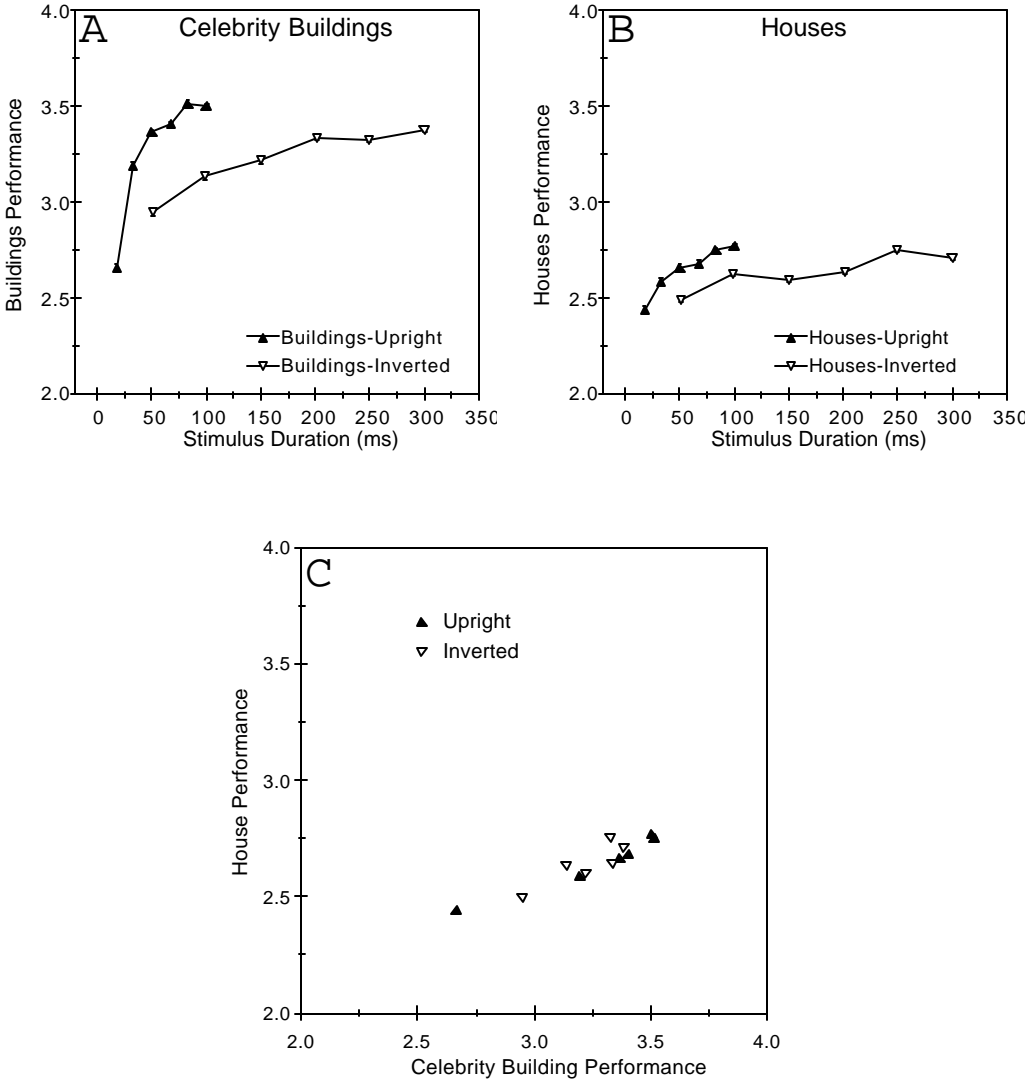 A
Celebrity Buildings
4.0
3.5
3.0
2.5
2.0
Buildings Performance
Buildings-Upright
Buildings-Inverted
0 50 100 150 200 250 300 350
Stimulus Duration (ms)
B
Houses
4.0
3.5
3.0
2.5
2.0
Houses Performance
Houses-Upright
Houses-Inverted
0 50 100 150 200 250 300 350
Stimulus Duration (ms)
C
4.0
3.5
3.0
2.5
2.0
House Performance
Upright
Inverted
2.0 2.5 3.0 3.5 4.0
Celebrity Building Performance